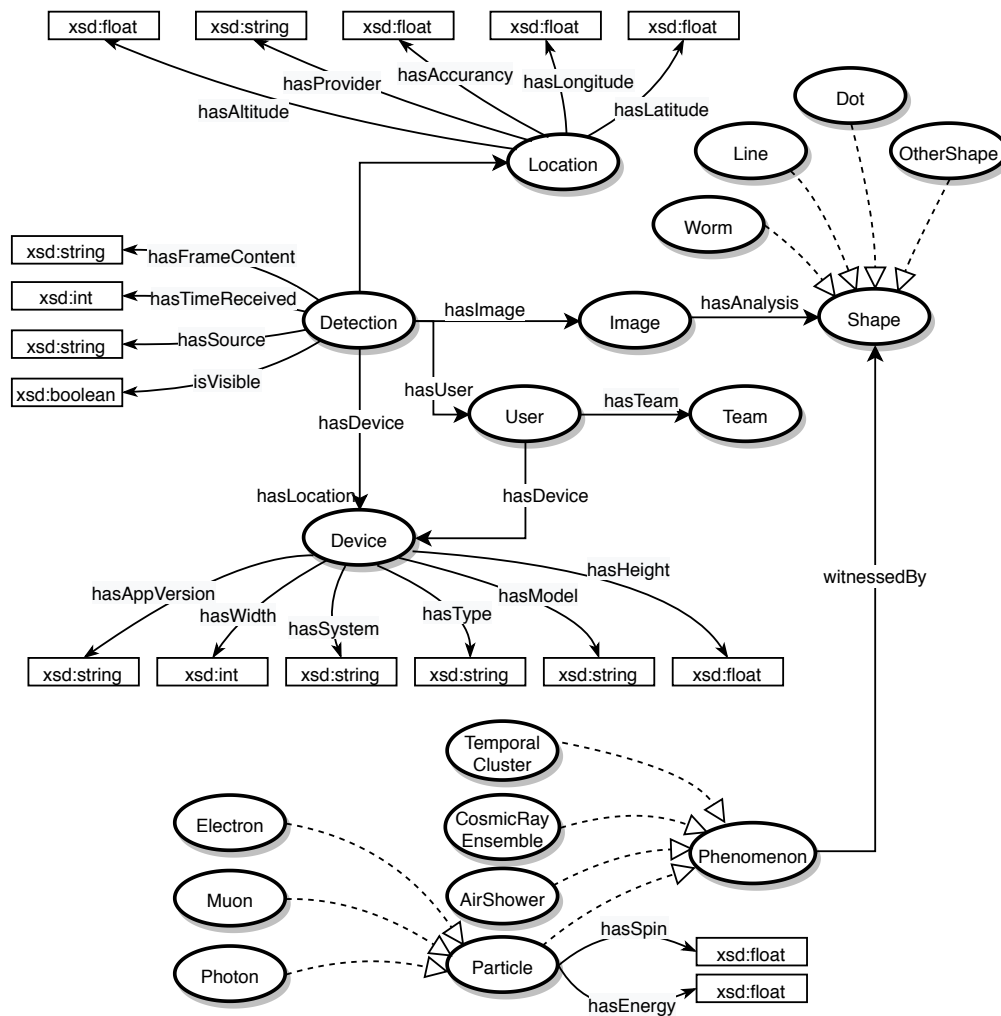 xsd:float
xsd:string
xsd:float
xsd:float
xsd:float
hasAltitude
hasProvider
hasAccurancy
hasLongitude
hasLatitude
Location
Dot
Line
OtherShape
Worm
Shape
xsd:string
xsd:int
xsd:string
xsd:boolean
hasFrameContent
hasTimeReceived
hasSource
isVisible
Detection
hasImage
Image
hasAnalysis
hasUser
User
hasTeam
Team
hasDevice
hasDevice
hasLocation
Device
hasAppVersion
hasWidth
hasSystem
hasType
hasModel
hasHeight
xsd:string
xsd:int
xsd:string
xsd:string
xsd:string
xsd:float
witnessedBy
Temporal
Cluster
CosmicRay
Ensemble
AirShower
Phenomenon
Electron
Muon
Photon
Particle
hasSpin
hasEnergy
xsd:float
xsd:float